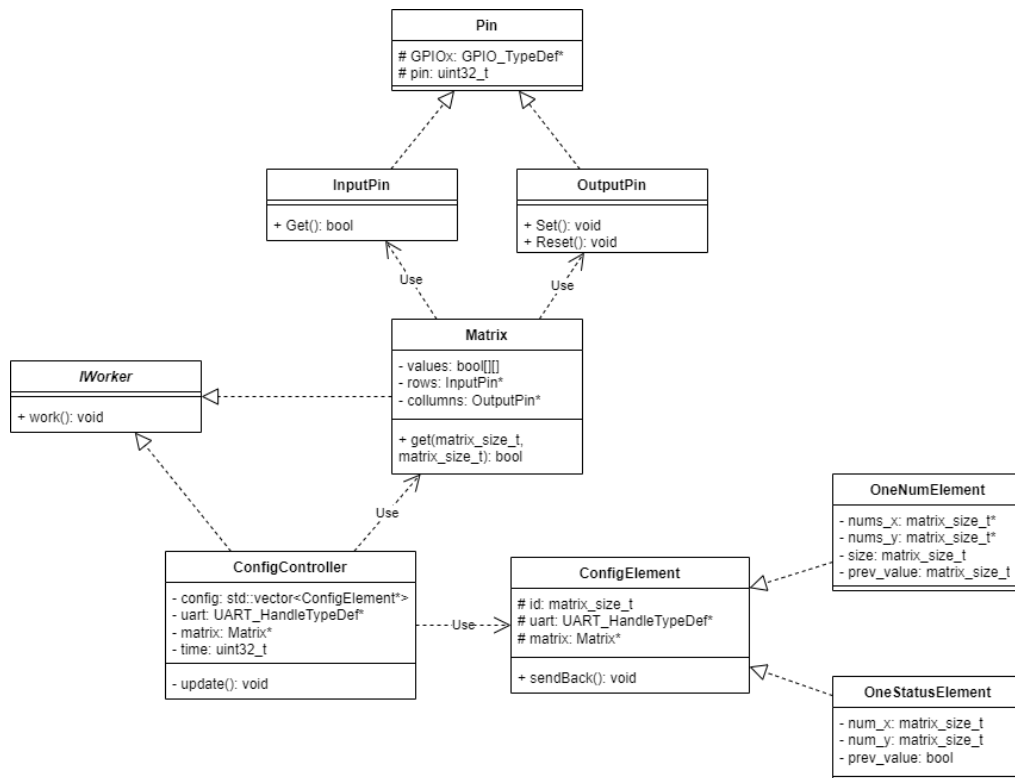 Pin
# GPIOx: GPIO_TypeDef*
# pin: uint32_t
InputPin
+ Get(): bool
OutputPin
+ Set(): void
+ Reset(): void
Use
Use
Matrix
- values: bool[][]
- rows: InputPin*
- collumns: OutputPin*
+ get(matrix_size_t,
matrix_size_t): bool
IWorker
+ work(): void
Use
ConfigController
- config: std::vector<ConfigElement*>
- uart: UART_HandleTypeDef*
- matrix: Matrix*
- time: uint32_t
- update(): void
Use
ConfigElement
# id: matrix_size_t
# uart: UART_HandleTypeDef*
# matrix: Matrix*
+ sendBack(): void
OneNumElement
- nums_x: matrix_size_t*
- nums_y: matrix_size_t*
- size: matrix_size_t
- prev_value: matrix_size_t
OneStatusElement
- num_x: matrix_size_t
- num_y: matrix_size_t
- prev_value: bool